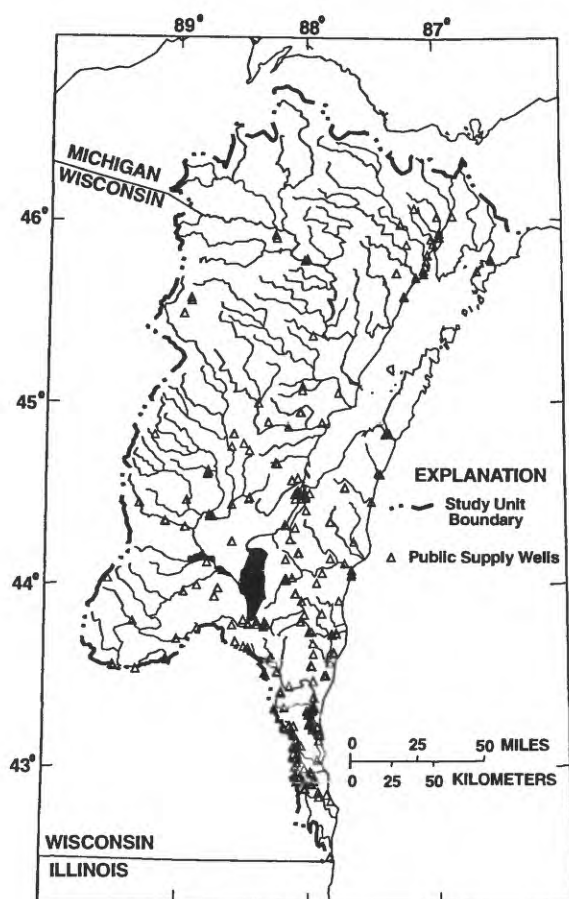 89° 88° 87°
MICHIGAN
WISCONSIN
46°
45°
EXPLANATION
Study Unit
Boundary
Public Supply Wells
44°
0 25 50 MILES
0 25 50 KILOMETERS
43°
WISCONSIN
ILLINOIS